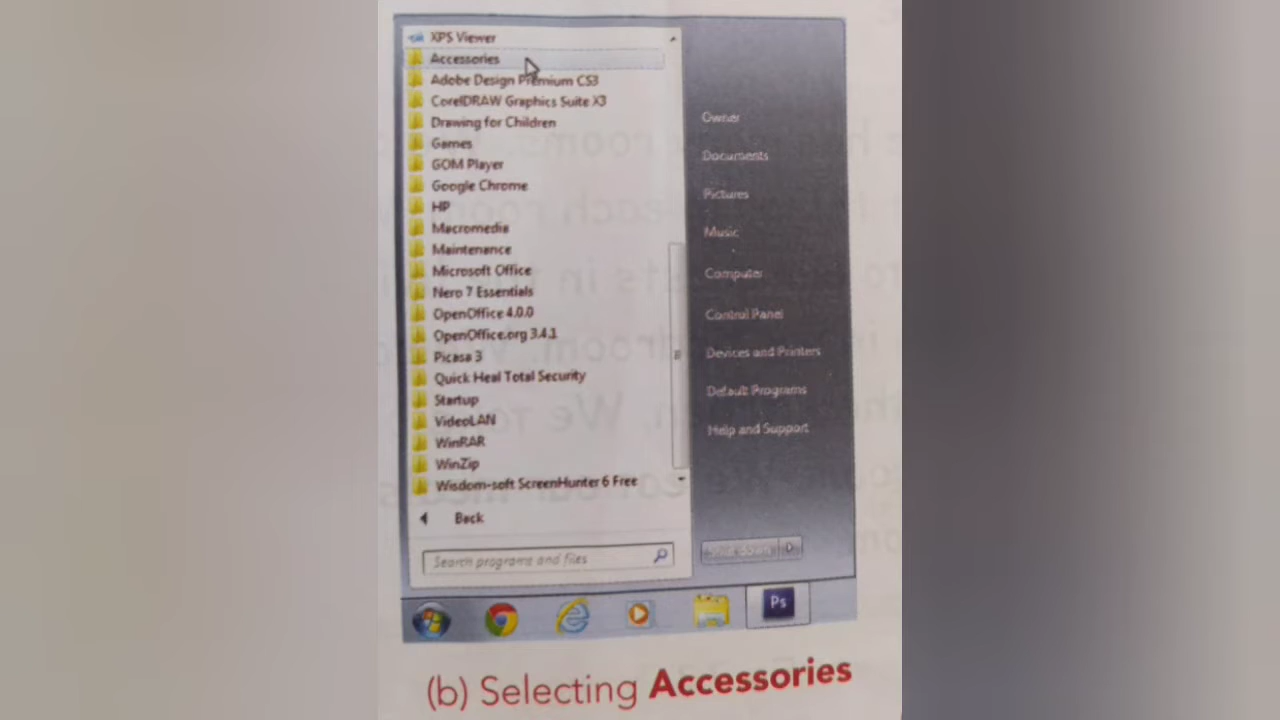 XPS Viewer
Accessories
Adobe Design Premium CS3
CorelDRAW Graphics Suite X3
Drawing for Children
Games
GOM Player
Google Chrome
HP
Macromedia
Maintenance
Microsoft Office
Nero 7 Essentials
OpenOffice 4.0.0
OpenOffice.org 3.4.1
Picasa 3
Quick Heal Total Security
Startup
VideoLAN
WinRAR
WinZip
Wisdom-soft ScreenHunter 6 Free
Back
Search programs and files
Owner
Documents
Pictures
Music
Computer
Control Panel
Devices and Printers
Default Programs
Help and Support
Ps
(b) Selecting Accessories